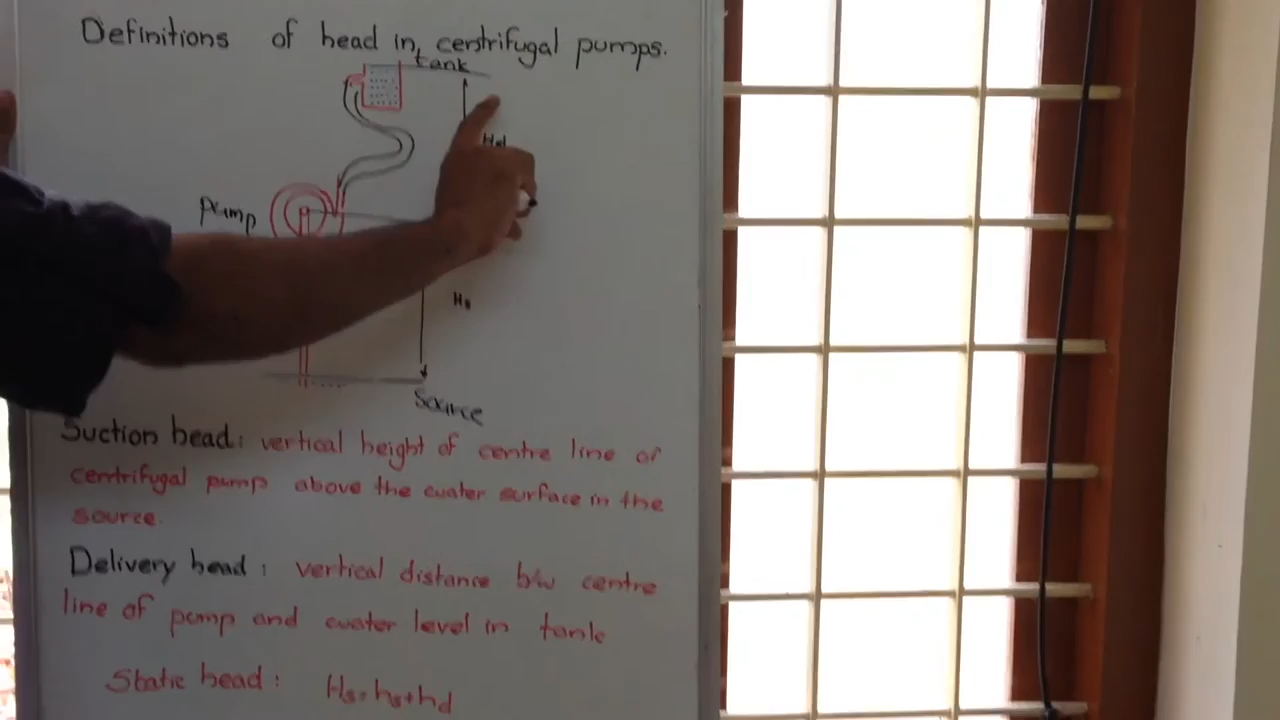 Definitions of head in centrifugal pumps.
tank
Hd
Pump
Hs
Source
Suction head: vertical height of centre line of
centrifugal pump above the water surface in the
source.
Delivery head: vertical distance b/w centre
line of pump and water level in tank
Static head: Hs=hs+hd